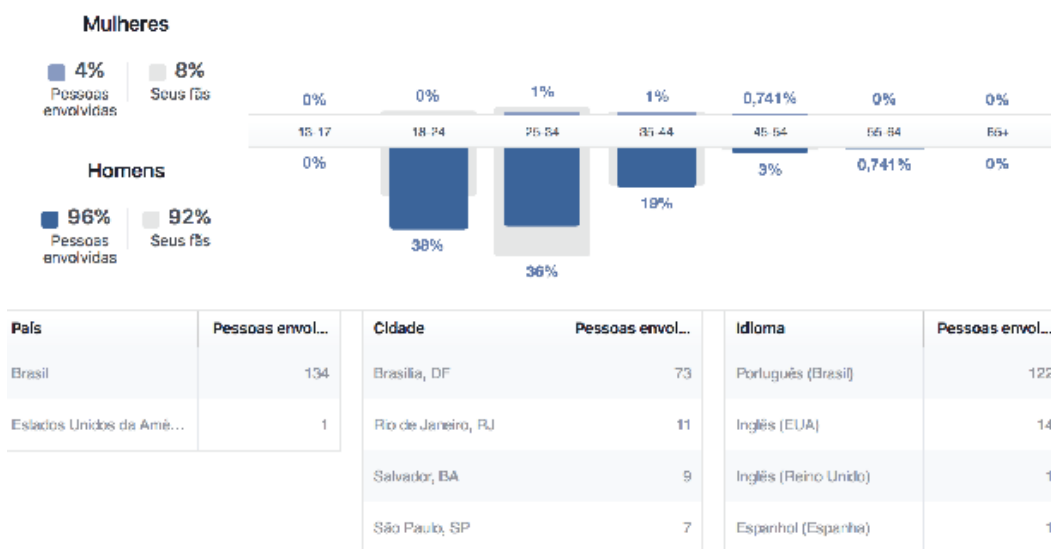 Mulheres
4% 8%
Pessoas envolvidas Seus fãs
0% 0% 1% 1% 0,741% 0% 0%
13-17 18-24 25-34 35-44 45-54 55-64 65+
0% 38% 36% 19% 3% 0,741% 0%
Homens
96% 92%
Pessoas envolvidas Seus fãs
País Pessoas envol...
Brasil 134
Estados Unidos da Amé... 1
Cidade Pessoas envol...
Brasília, DF 73
Rio de Janeiro, RJ 11
Salvador, BA 9
São Paulo, SP 7
Idioma Pessoas envol...
Português (Brasil) 122
Inglês (EUA) 14
Inglês (Reino Unido) 1
Espanhol (Espanha) 1